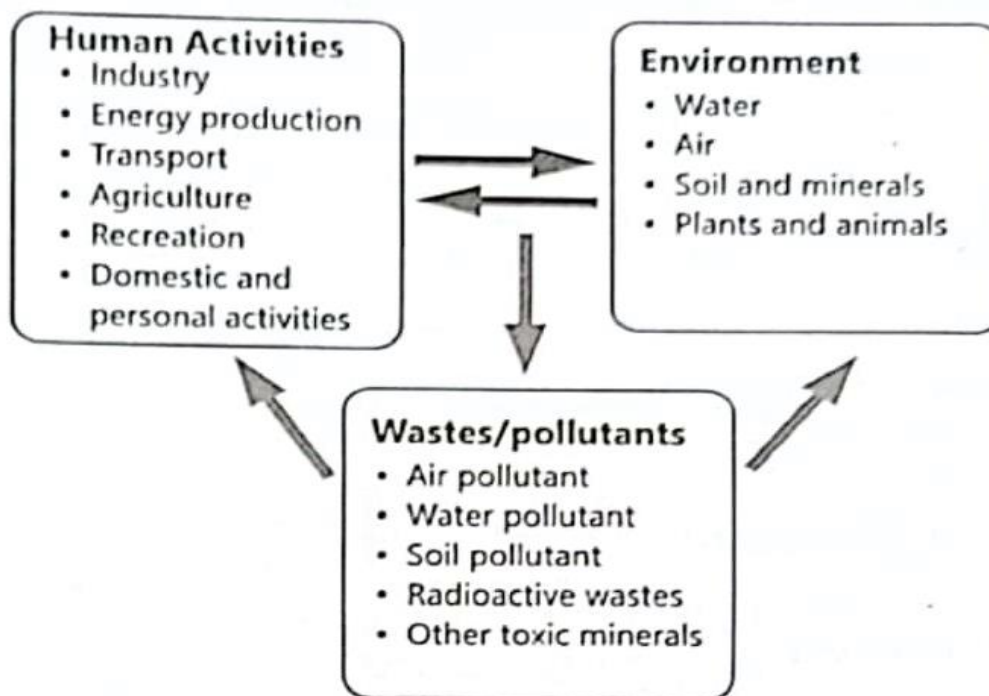 Human Activities
• Industry
• Energy production
• Transport
• Agriculture
• Recreation
• Domestic and
personal activities
Environment
• Water
• Air
• Soil and minerals
• Plants and animals
Wastes/pollutants
• Air pollutant
• Water pollutant
• Soil pollutant
• Radioactive wastes
• Other toxic minerals